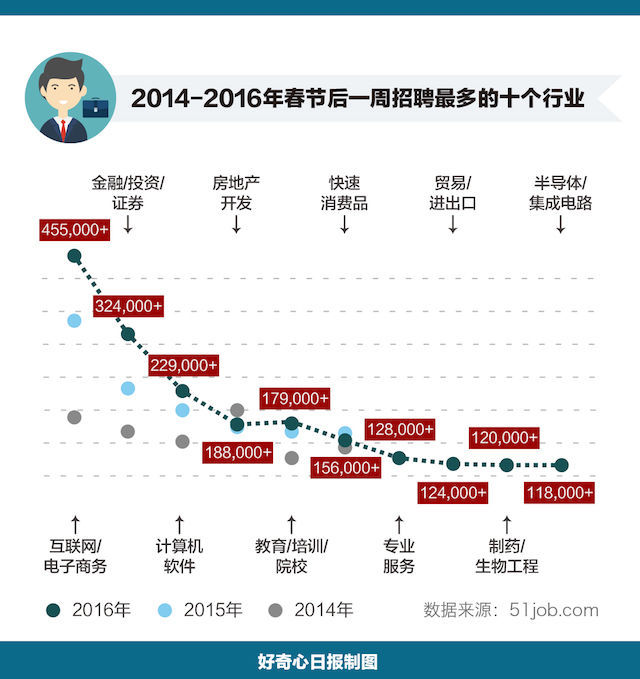 2014-2016年春节后一周招聘最多的十个行业
金融/投资/
证券
房地产
开发
快速
消费品
贸易/
进出口
半导体/
集成电路
455,000+
324,000+
229,000+
188,000+
179,000+
156,000+
128,000+
124,000+
120,000+
118,000+
互联网/
电子商务
计算机
软件
教育/培训/
院校
专业
服务
制药/
生物工程
2016年
2015年
2014年
数据来源：51job.com
好奇心日报制图